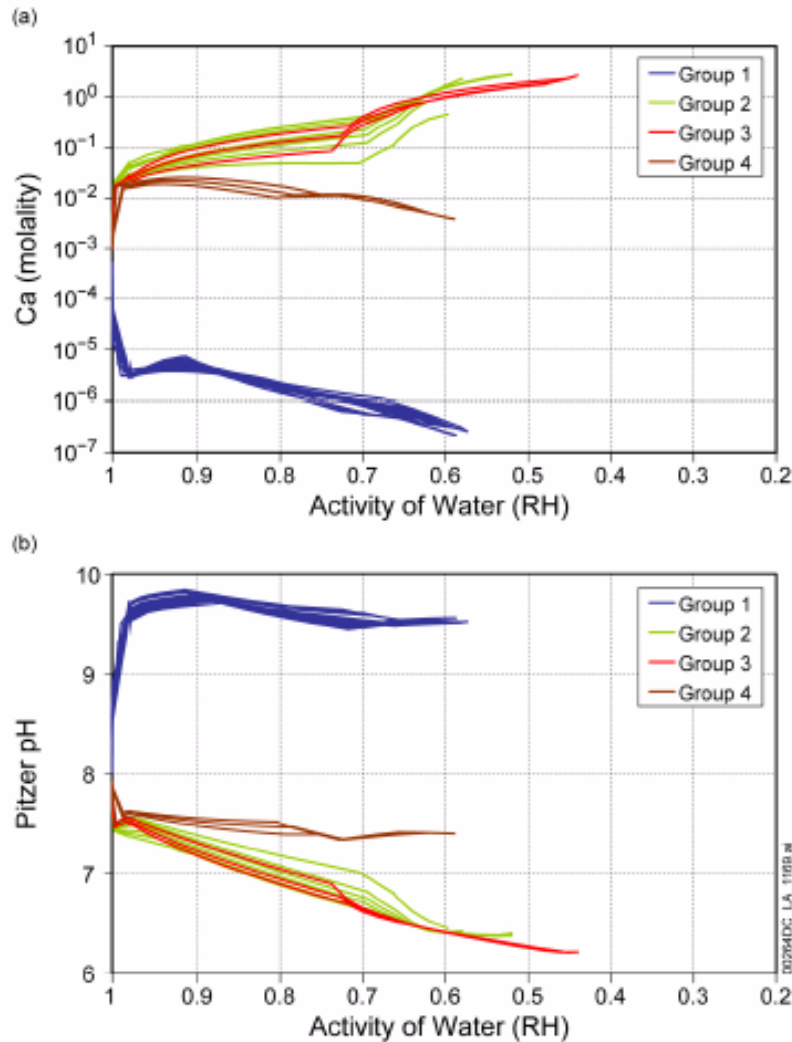 (a)
10¹
10⁰
10⁻¹
10⁻²
10⁻³
10⁻⁴
10⁻⁵
10⁻⁶
10⁻⁷
Ca (molality)
Group 1
Group 2
Group 3
Group 4
1 0.9 0.8 0.7 0.6 0.5 0.4 0.3 0.2
Activity of Water (RH)
(b)
10
9
8
7
6
Pitzer pH
Group 1
Group 2
Group 3
Group 4
1 0.9 0.8 0.7 0.6 0.5 0.4 0.3 0.2
Activity of Water (RH)
00264DC_LA_1169.ai